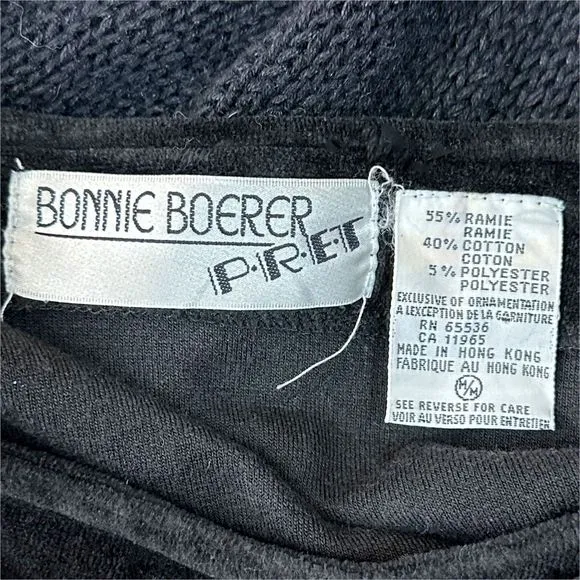 BONNIE BOERER
P·R·E·T
55% RAMIE
RAMIE
40% COTTON
COTON
5% POLYESTER
POLYESTER
EXCLUSIVE OF ORNAMENTATION
A LEXCEPTION DE LA GARNITURE
RN 65536
CA 11965
MADE IN HONG KONG
FABRIQUE AU HONG KONG
M/M
SEE REVERSE FOR CARE
VOIR AU VERSO POUR ENTRETIEN